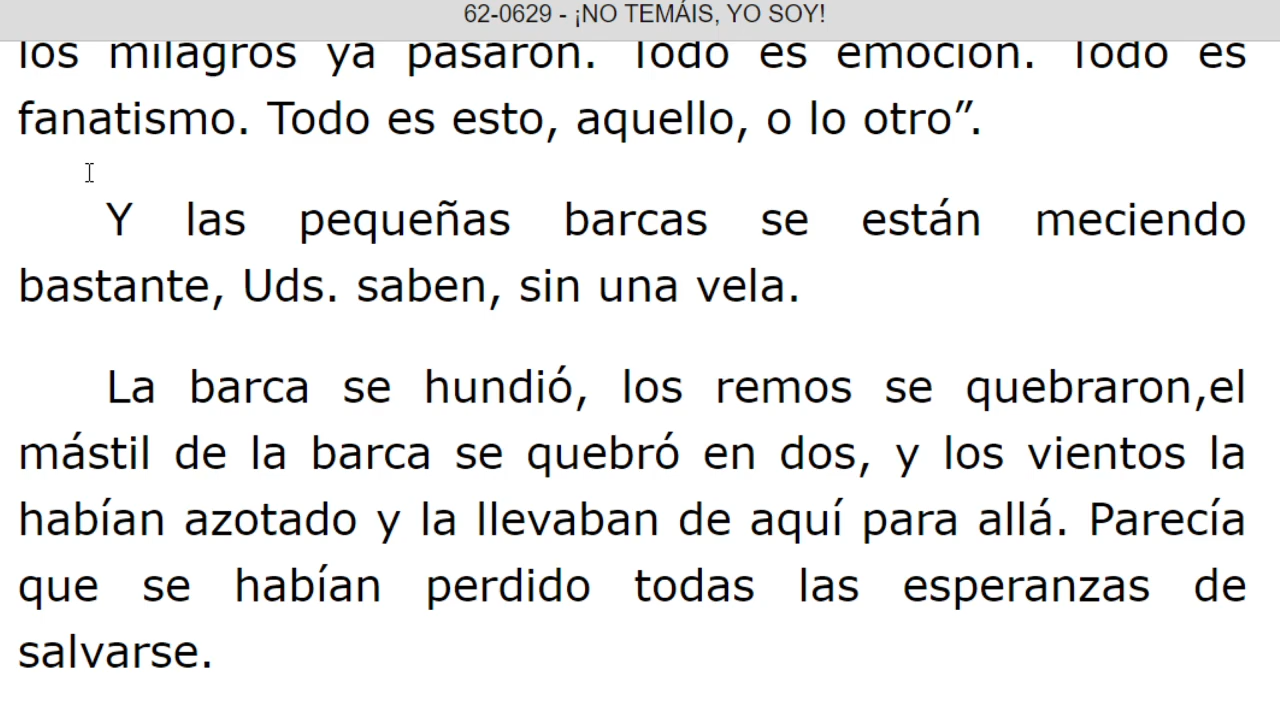 62-0629 - ¡NO TEMÁIS, YO SOY!
los milagros ya pasaron. Todo es emoción. Todo es
fanatismo. Todo es esto, aquello, o lo otro”.
Y las pequeñas barcas se están meciendo
bastante, Uds. saben, sin una vela.
La barca se hundió, los remos se quebraron,el
mástil de la barca se quebró en dos, y los vientos la
habían azotado y la llevaban de aquí para allá. Parecía
que se habían perdido todas las esperanzas de
salvarse.